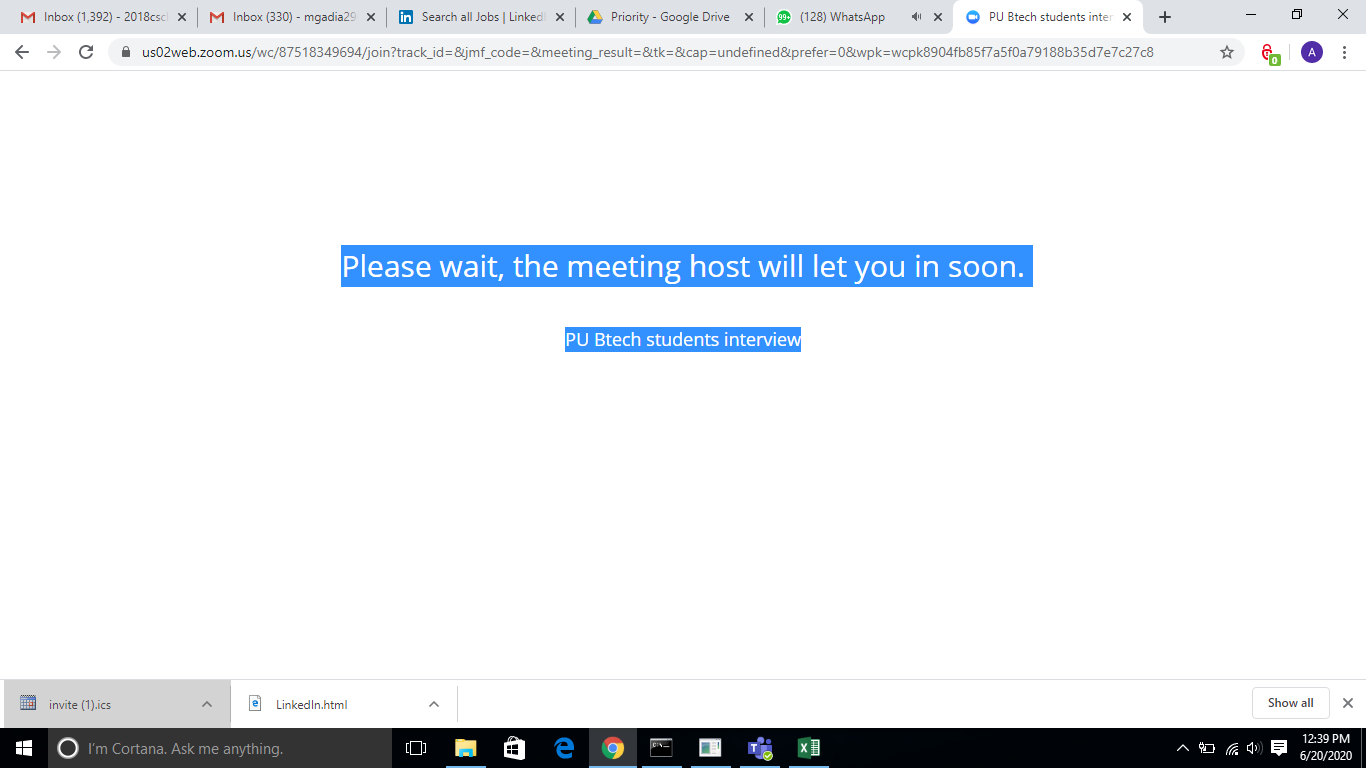 Inbox (1,392) - 2018csc
Inbox (330) - mgadia29
Search all Jobs | LinkedI
Priority - Google Drive
99+
(128) WhatsApp
PU Btech students inter
us02web.zoom.us/wc/87518349694/join?track_id=&jmf_code=&meeting_result=&tk=&cap=undefined&prefer=0&wpk=wcpk8904fb85f7a5f0a79188b35d7e7c27c8
0
A
Please wait, the meeting host will let you in soon.
PU Btech students interview
invite (1).ics
LinkedIn.html
Show all
I'm Cortana. Ask me anything.
12:39 PM
6/20/2020